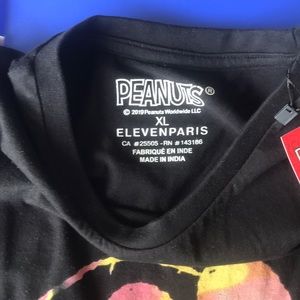 PEANUTS®
© 2019 Peanuts Worldwide LLC
XL
ELEVENPARIS
CA #25505 -RN #143186
FABRIQUÉ EN INDE
MADE IN INDIA